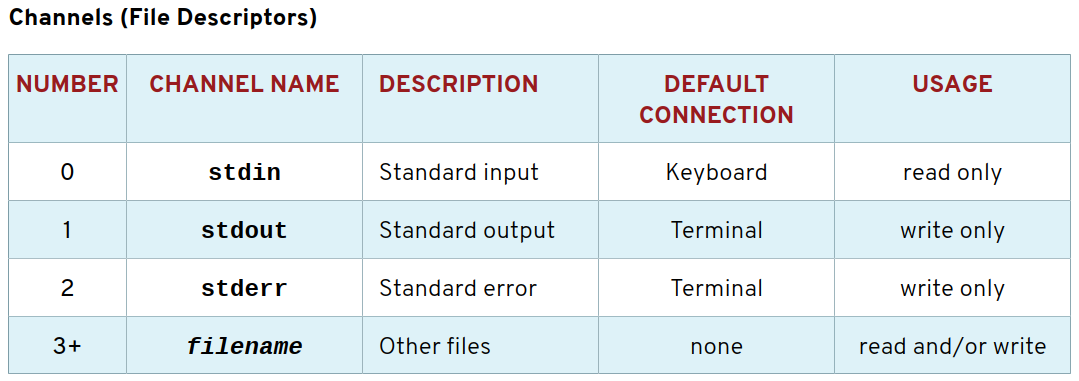 Channels (File Descriptors)
NUMBER CHANNEL NAME DESCRIPTION DEFAULT CONNECTION USAGE
0 stdin Standard input Keyboard read only
1 stdout Standard output Terminal write only
2 stderr Standard error Terminal write only
3+ filename Other files none read and/or write